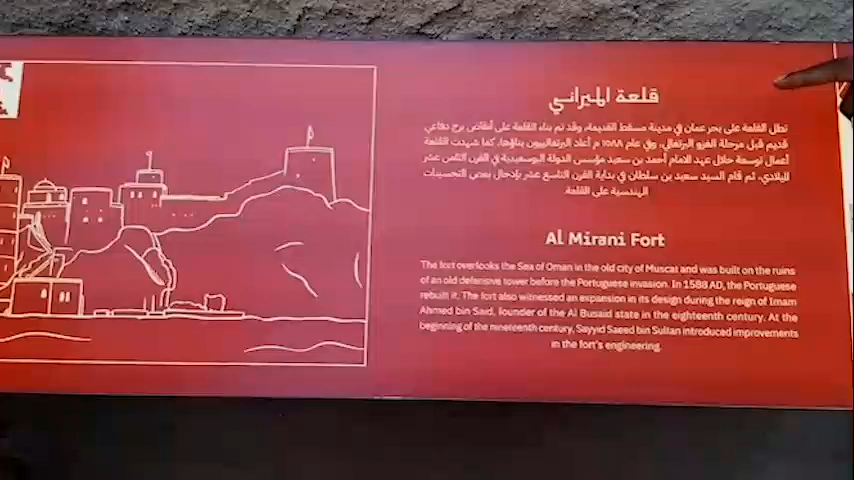 قلعة الميراني
تطل القلعة على بحر عمان في مدينة مسقط القديمة، وقد تم بناء القلعة على أنقاض برج دفاعي
قديم قبل مرحلة الغزو البرتغالي، وفي عام ١٥٨٨ م أعاد البرتغاليون بناؤها. كما شهدت القلعة
أعمال توسعة خلال عهد الامام أحمد بن سعيد مؤسس الدولة البوسعيدية في القرن الثامن عشر
الميلادي، ثم قام السيد سعيد بن سلطان في بداية القرن التاسع عشر بإدخال بعض التحسينات
الهندسية على القلعة.
Al Mirani Fort
The fort overlooks the Sea of Oman in the old city of Muscat and was built on the ruins
of an old defensive tower before the Portuguese invasion. In 1588 AD, the Portuguese
rebuilt it. The fort also witnessed an expansion in its design during the reign of Imam
Ahmed bin Said, founder of the Al Busaid state in the eighteenth century. At the
beginning of the nineteenth century, Sayyid Saeed bin Sultan introduced improvements
in the fort's engineering.